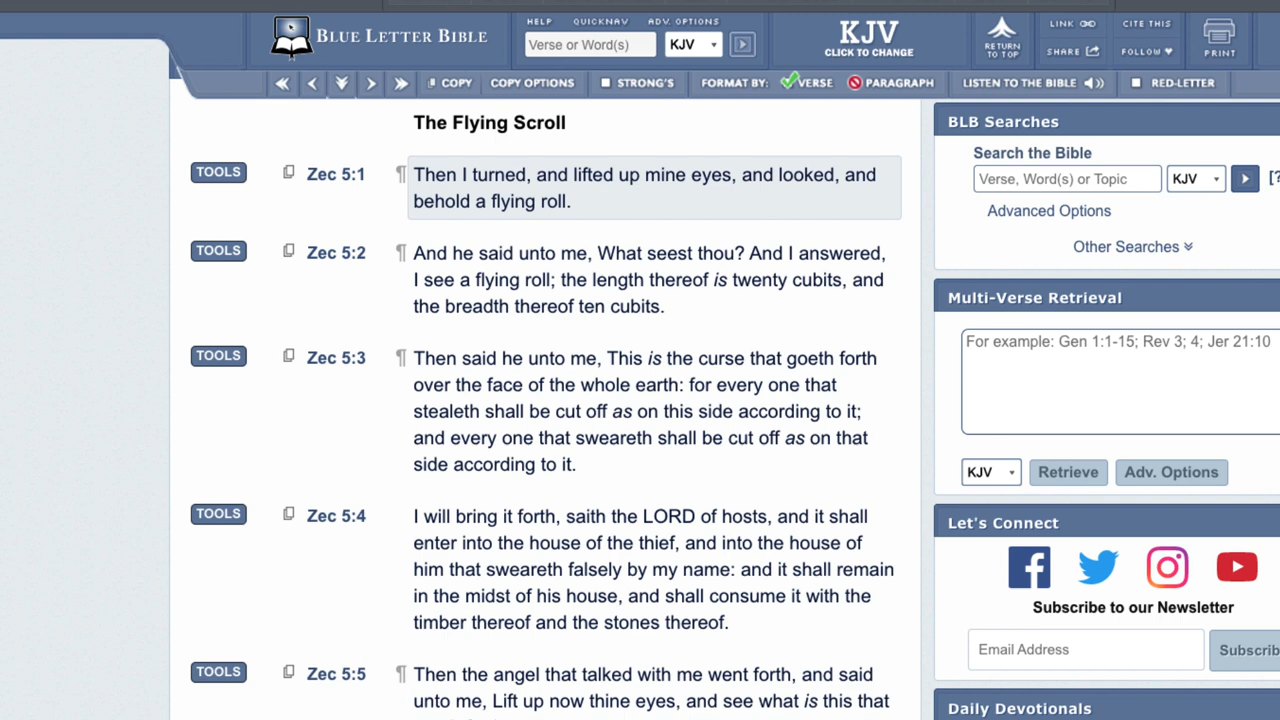 HELP QUICKNAV ADV. OPTIONS
BLUE LETTER BIBLE
Verse or Word(s) KJV
KJV
CLICK TO CHANGE
RETURN
TO TOP
LINK CITE THIS
SHARE FOLLOW
PRINT
COPY COPY OPTIONS STRONG'S FORMAT BY: VERSE PARAGRAPH LISTEN TO THE BIBLE RED-LETTER
The Flying Scroll
TOOLS Zec 5:1 ¶ Then I turned, and lifted up mine eyes, and looked, and
behold a flying roll.
TOOLS Zec 5:2 ¶ And he said unto me, What seest thou? And I answered,
I see a flying roll; the length thereof is twenty cubits, and
the breadth thereof ten cubits.
TOOLS Zec 5:3 ¶ Then said he unto me, This is the curse that goeth forth
over the face of the whole earth: for every one that
stealeth shall be cut off as on this side according to it;
and every one that sweareth shall be cut off as on that
side according to it.
TOOLS Zec 5:4 I will bring it forth, saith the LORD of hosts, and it shall
enter into the house of the thief, and into the house of
him that sweareth falsely by my name: and it shall remain
in the midst of his house, and shall consume it with the
timber thereof and the stones thereof.
TOOLS Zec 5:5 ¶ Then the angel that talked with me went forth, and said
unto me, Lift up now thine eyes, and see what is this that
BLB Searches
Search the Bible
Verse, Word(s) or Topic KJV [?
Advanced Options
Other Searches
Multi-Verse Retrieval
For example: Gen 1:1-15; Rev 3; 4; Jer 21:10
KJV Retrieve Adv. Options
Let's Connect
Subscribe to our Newsletter
Email Address Subscrib
Daily Devotionals